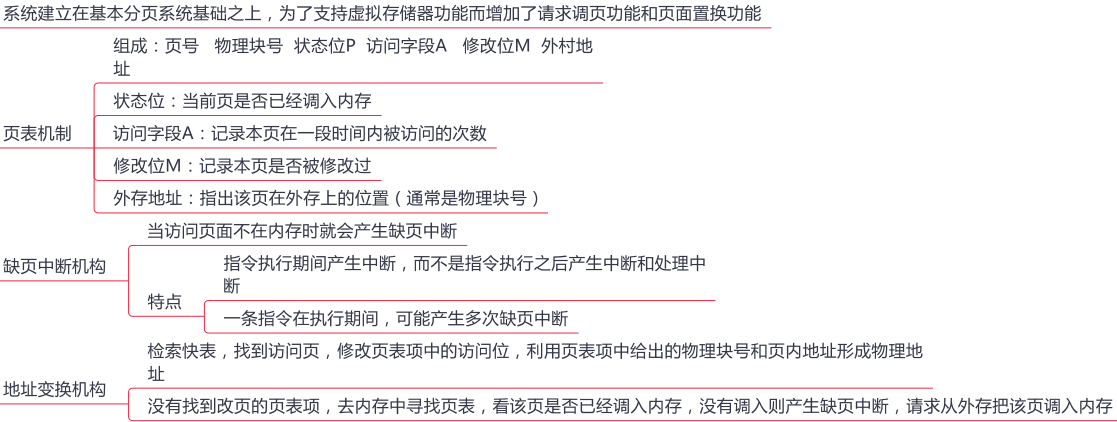 系统建立在基本分页系统基础之上，为了支持虚拟存储器功能而增加了请求调页功能和页面置换功能
页表机制
组成：页号 物理块号 状态位P 访问字段A 修改位M 外村地
址
状态位：当前页是否已经调入内存
访问字段A：记录本页在一段时间内被访问的次数
修改位M：记录本页是否被修改过
外存地址：指出该页在外存上的位置（通常是物理块号）
缺页中断机构
当访问页面不在内存时就会产生缺页中断
特点
指令执行期间产生中断，而不是指令执行之后产生中断和处理中
断
一条指令在执行期间，可能产生多次缺页中断
地址变换机构
检索快表，找到访问页，修改页表项中的访问位，利用页表项中给出的物理块号和页内地址形成物理地
址
没有找到改页的页表项，去内存中寻找页表，看该页是否已经调入内存，没有调入则产生缺页中断，请求从外存把该页调入内存